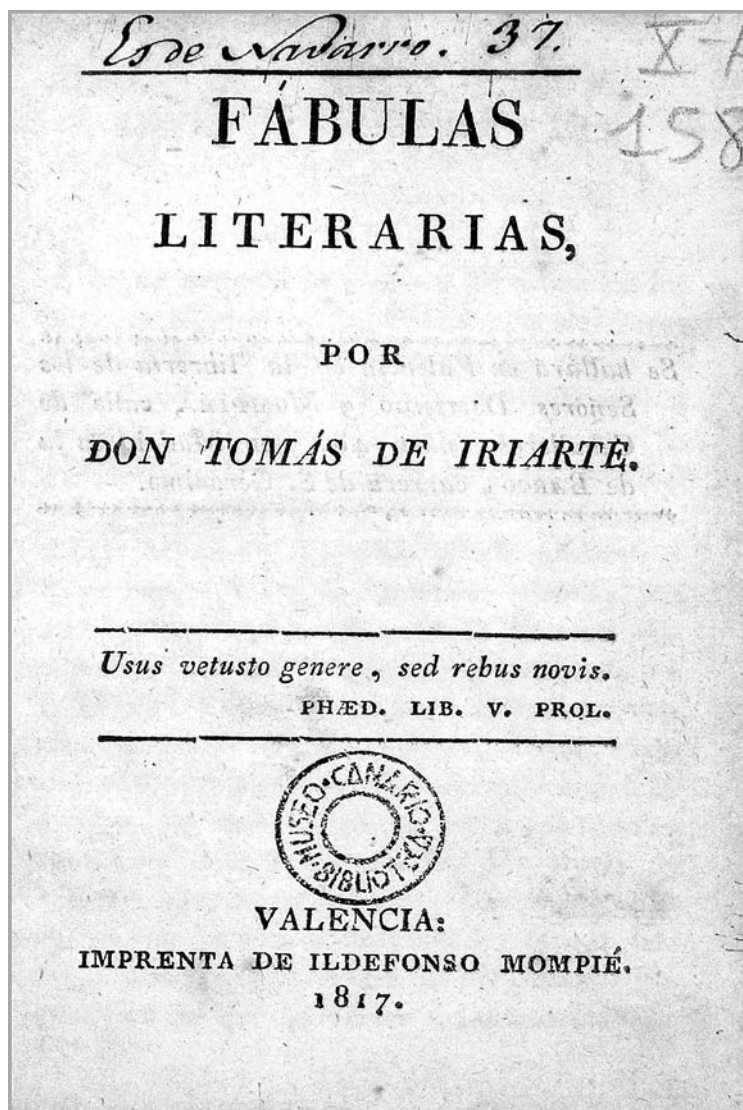 Es de Navarro. 37.
X-A
158
FÁBULAS
LITERARIAS,
POR
DON TOMÁS DE IRIARTE.
Usus vetusto genere, sed rebus novis.
PHÆD. LIB. V. PROL.
MUSEO·CANARIO·
·BIBLIOTECA·
VALENCIA:
IMPRENTA DE ILDEFONSO MOMPIÉ.
1817.